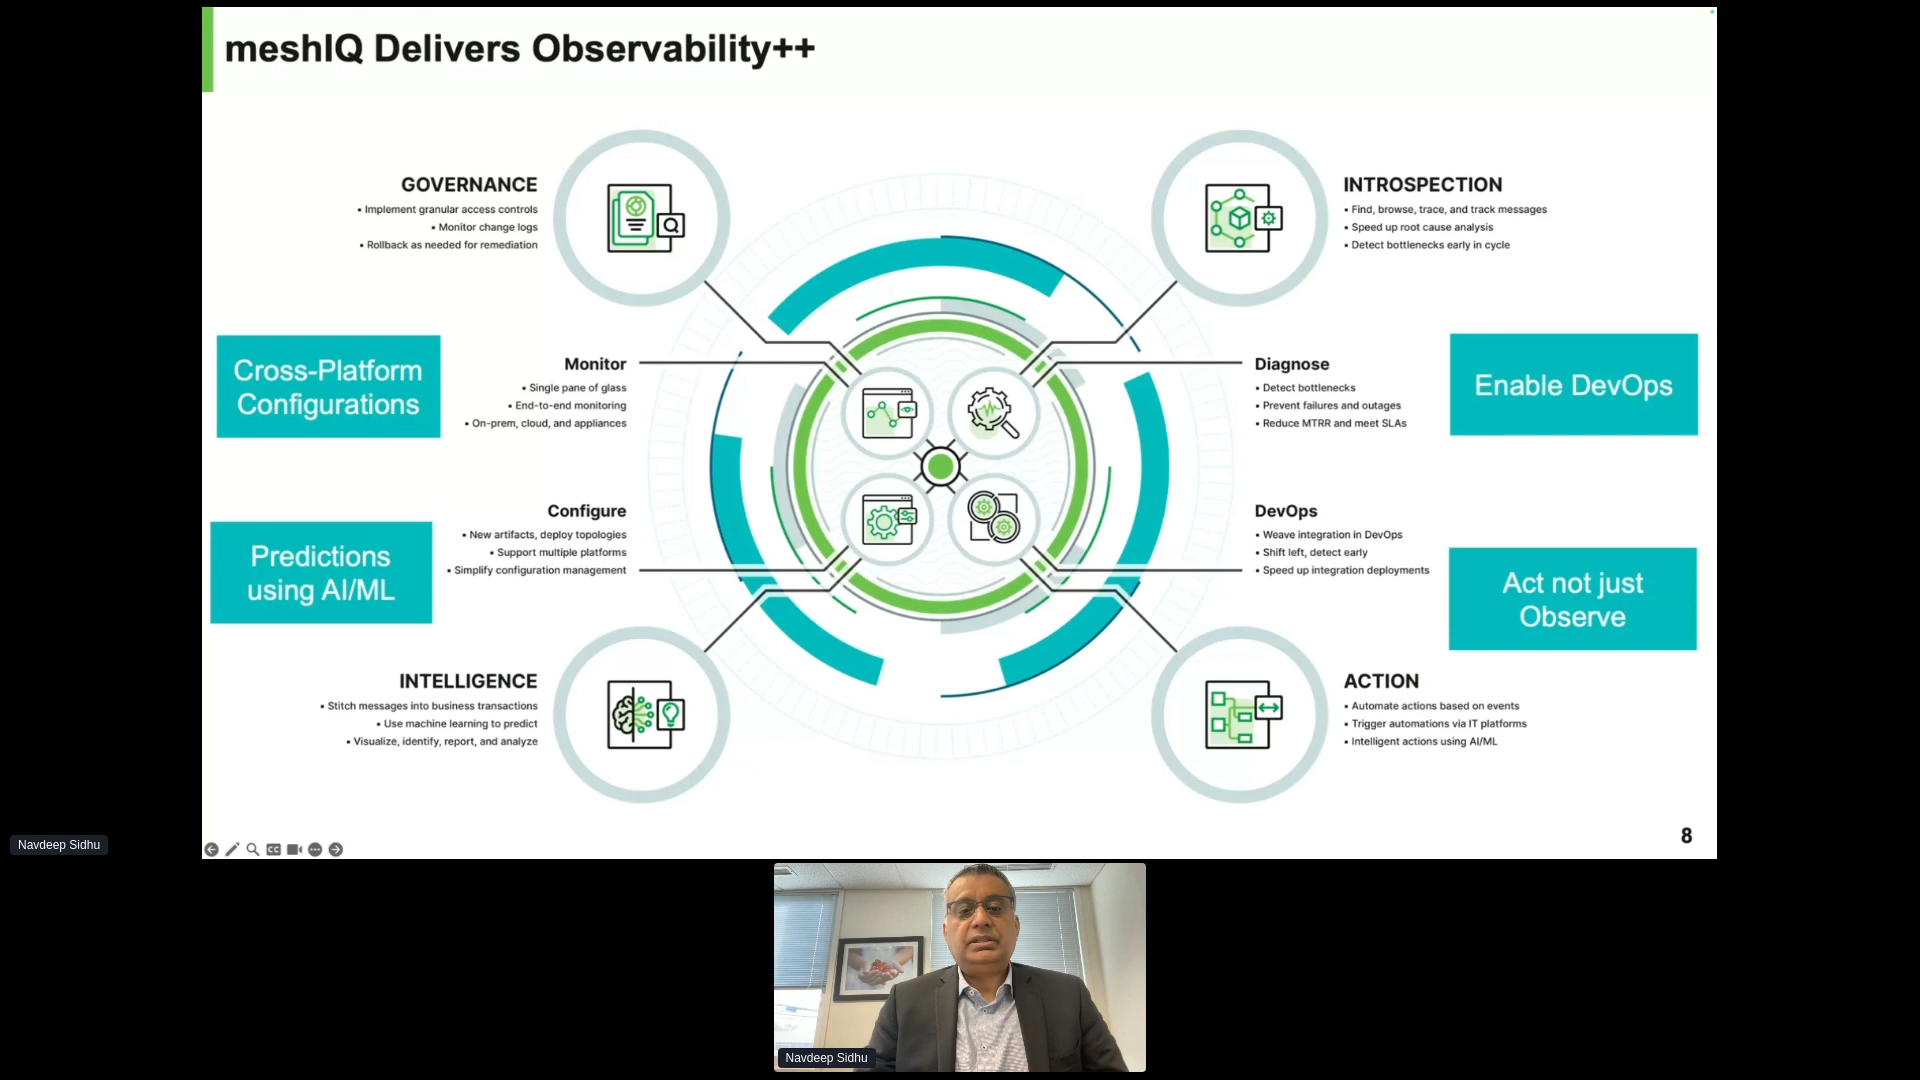 meshIQ Delivers Observability++
GOVERNANCE
▪ Implement granular access controls
▪ Monitor change logs
▪ Rollback as needed for remediation
INTROSPECTION
▪ Find, browse, trace, and track messages
▪ Speed up root cause analysis
▪ Detect bottlenecks early in cycle
Cross-Platform
Configurations
Monitor
▪ Single pane of glass
▪ End-to-end monitoring
▪ On-prem, cloud, and appliances
Diagnose
▪ Detect bottlenecks
▪ Prevent failures and outages
▪ Reduce MTRR and meet SLAs
Enable DevOps
Predictions
using AI/ML
Configure
▪ New artifacts, deploy topologies
▪ Support multiple platforms
▪ Simplify configuration management
DevOps
▪ Weave integration in DevOps
▪ Shift left, detect early
▪ Speed up integration deployments
Act not just
Observe
INTELLIGENCE
▪ Stitch messages into business transactions
▪ Use machine learning to predict
▪ Visualize, identify, report, and analyze
ACTION
▪ Automate actions based on events
▪ Trigger automations via IT platforms
▪ Intelligent actions using AI/ML
8
CC
Navdeep Sidhu
Navdeep Sidhu